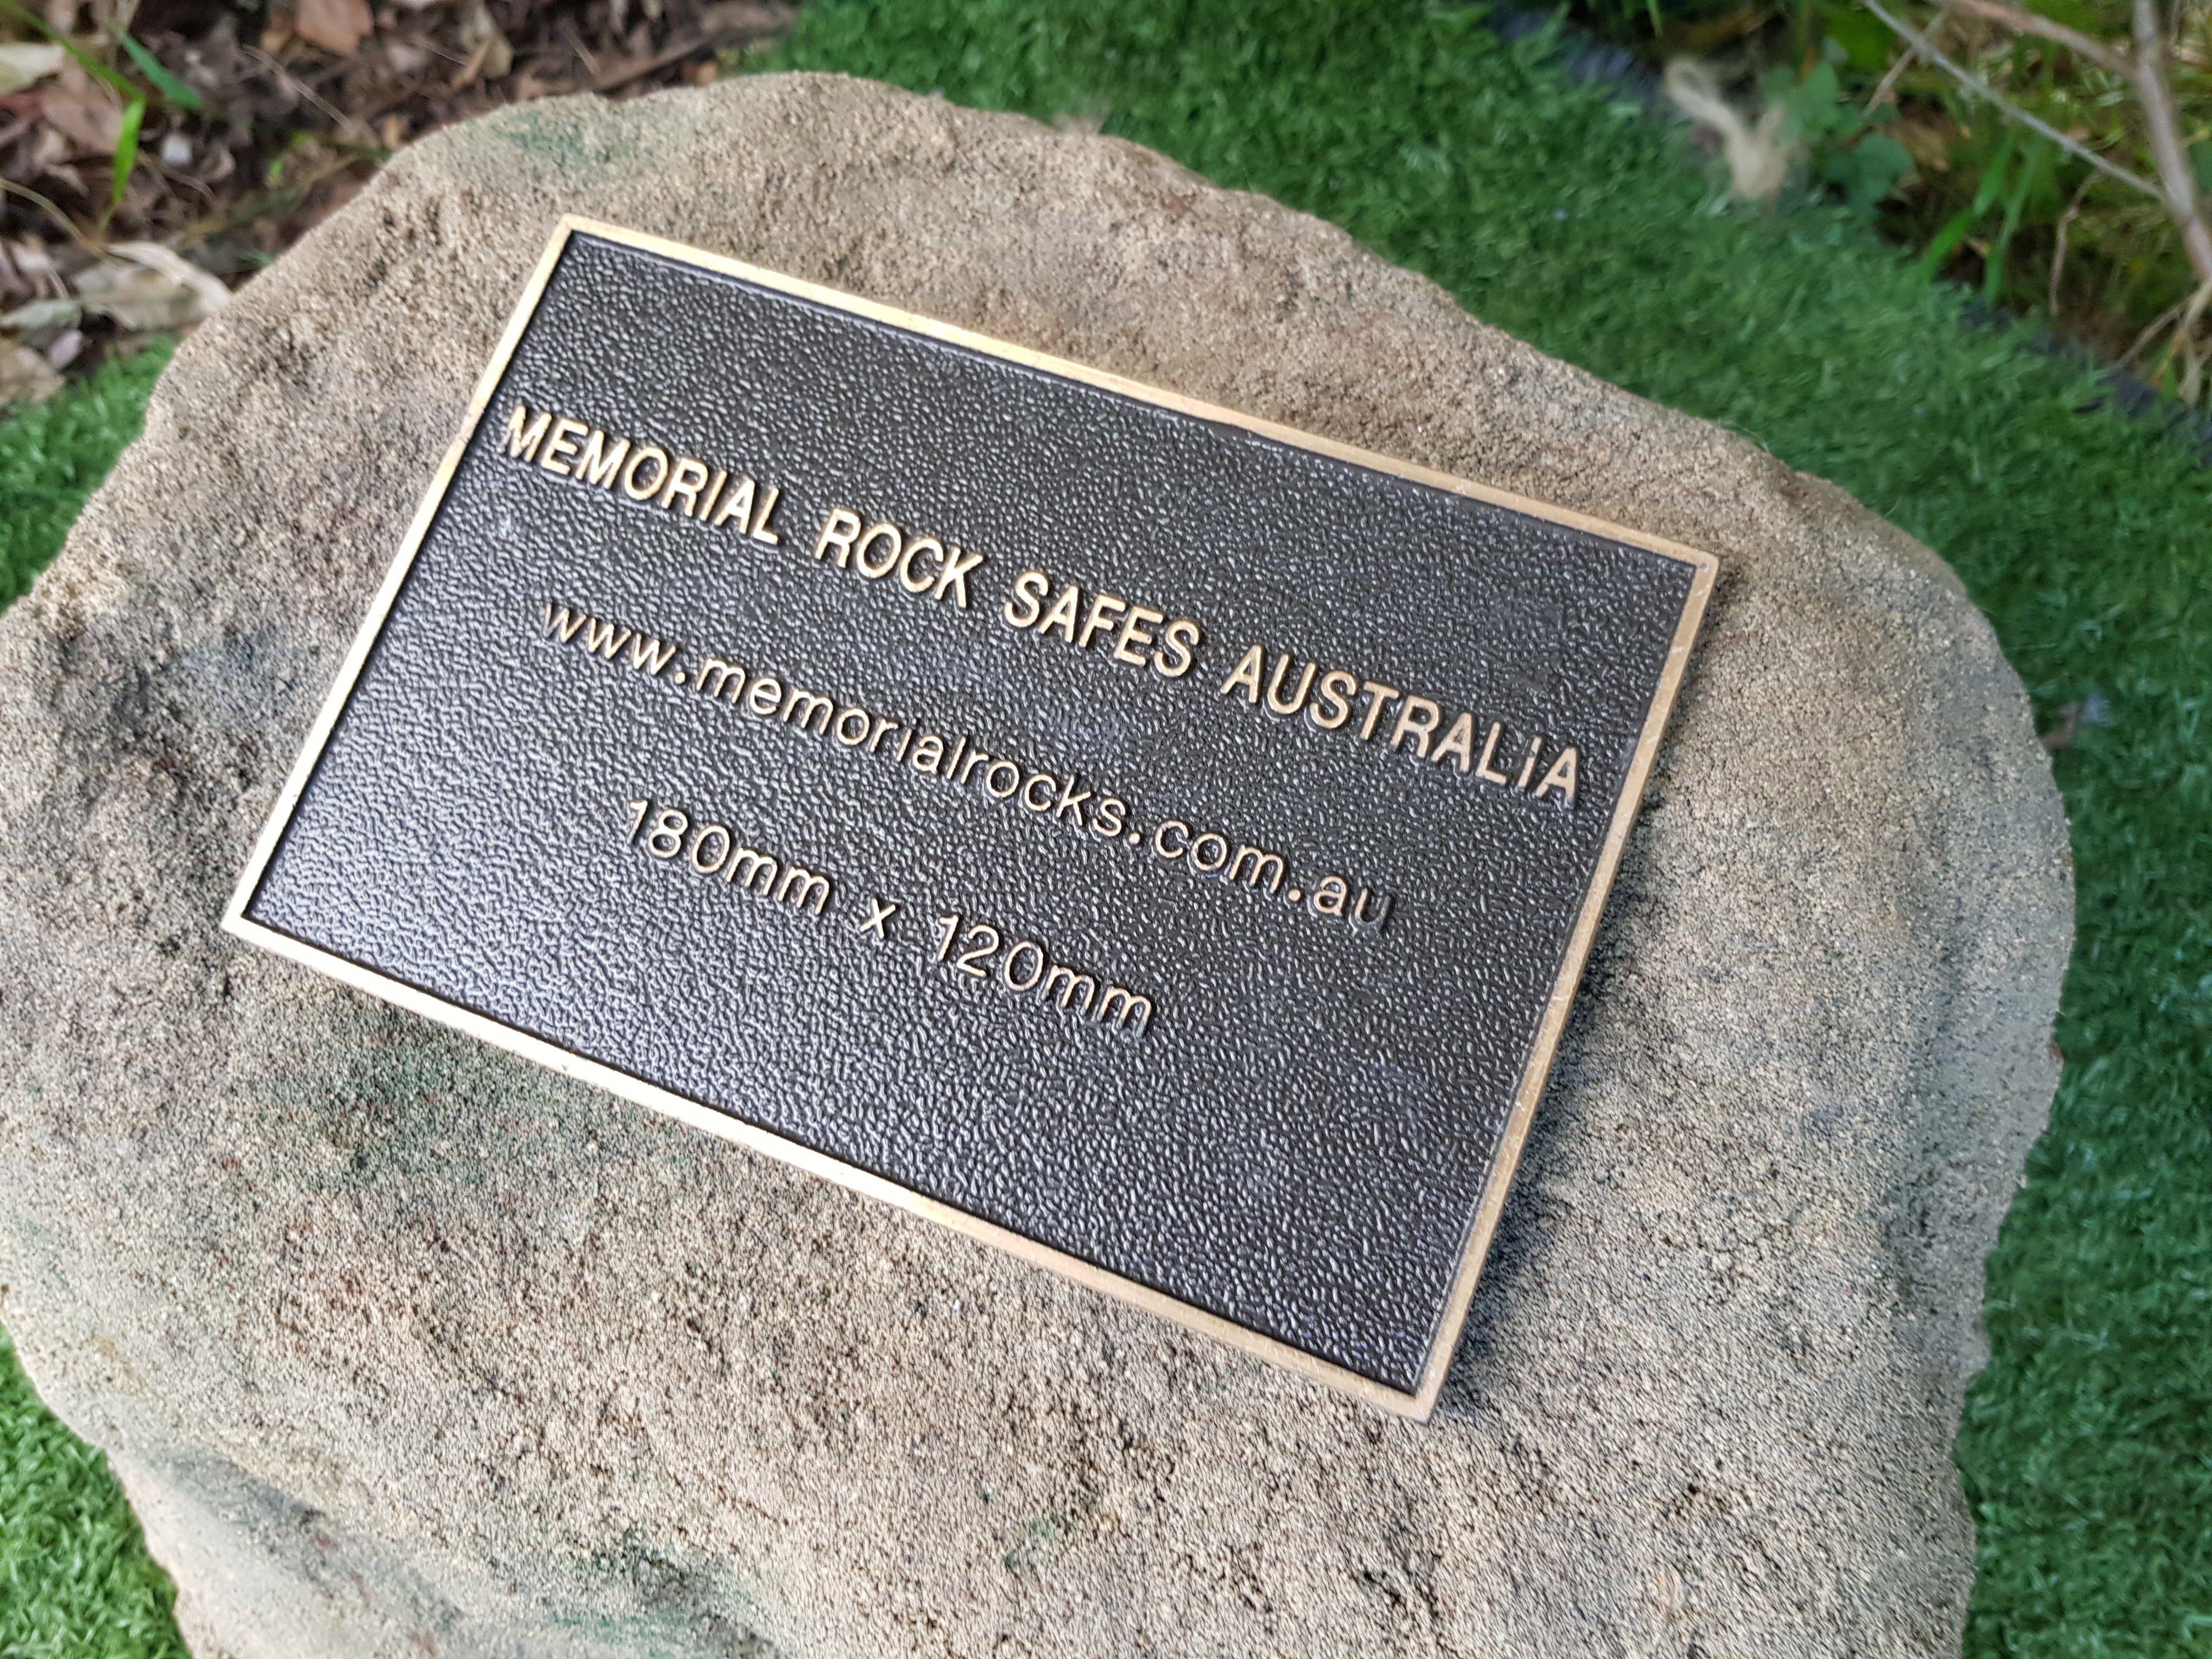 MEMORIAL ROCK SAFES AUSTRALiA
www.memorialrocks.com.au
180mm x 120mm